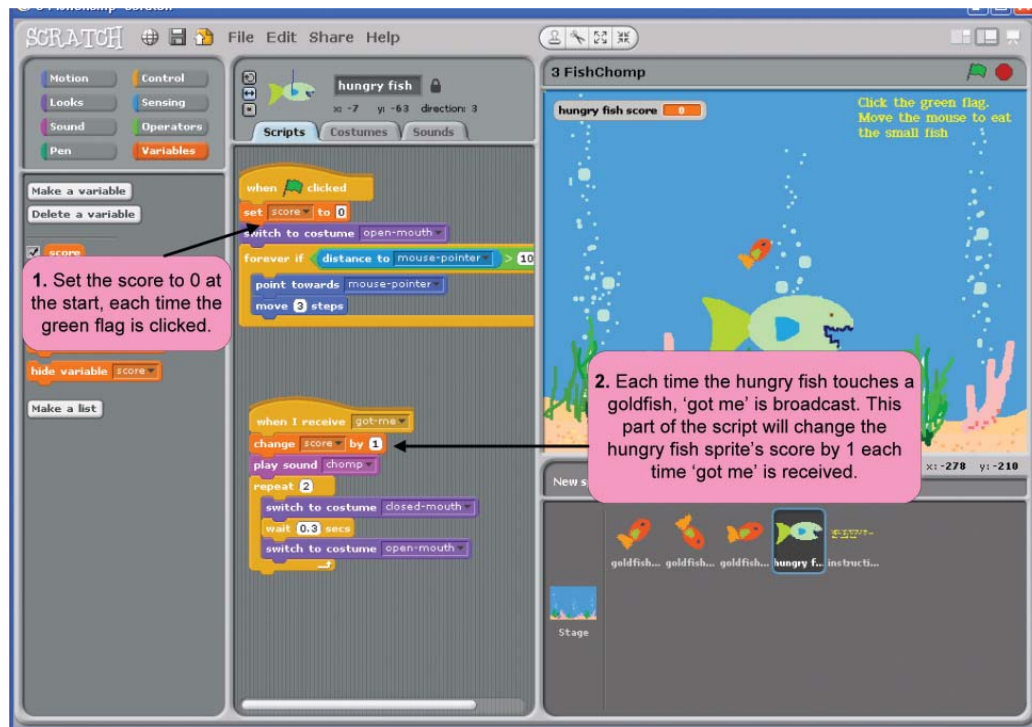 SCRATCH File Edit Share Help
Motion Control
Looks Sensing
Sound Operators
Pen Variables
Make a variable
Delete a variable
score
1. Set the score to 0 at
the start, each time the
green flag is clicked.
hide variable score
Make a list
hungry fish
x: -7 y: -63 direction: 3
Scripts Costumes Sounds
when clicked
set score to 0
switch to costume open-mouth
forever if distance to mouse-pointer > 10
point towards mouse-pointer
move 3 steps
when I receive got-me
change score by 1
play sound chomp
repeat 2
switch to costume closed-mouth
wait 0.3 secs
switch to costume open-mouth
3 FishChomp
hungry fish score 0
Click the green flag.
Move the mouse to eat
the small fish
2. Each time the hungry fish touches a
goldfish, ‘got me’ is broadcast. This
part of the script will change the
hungry fish sprite’s score by 1 each
time ‘got me’ is received.
x: -278 y: -210
goldfish... goldfish... goldfish... hungry f... instructi...
Stage